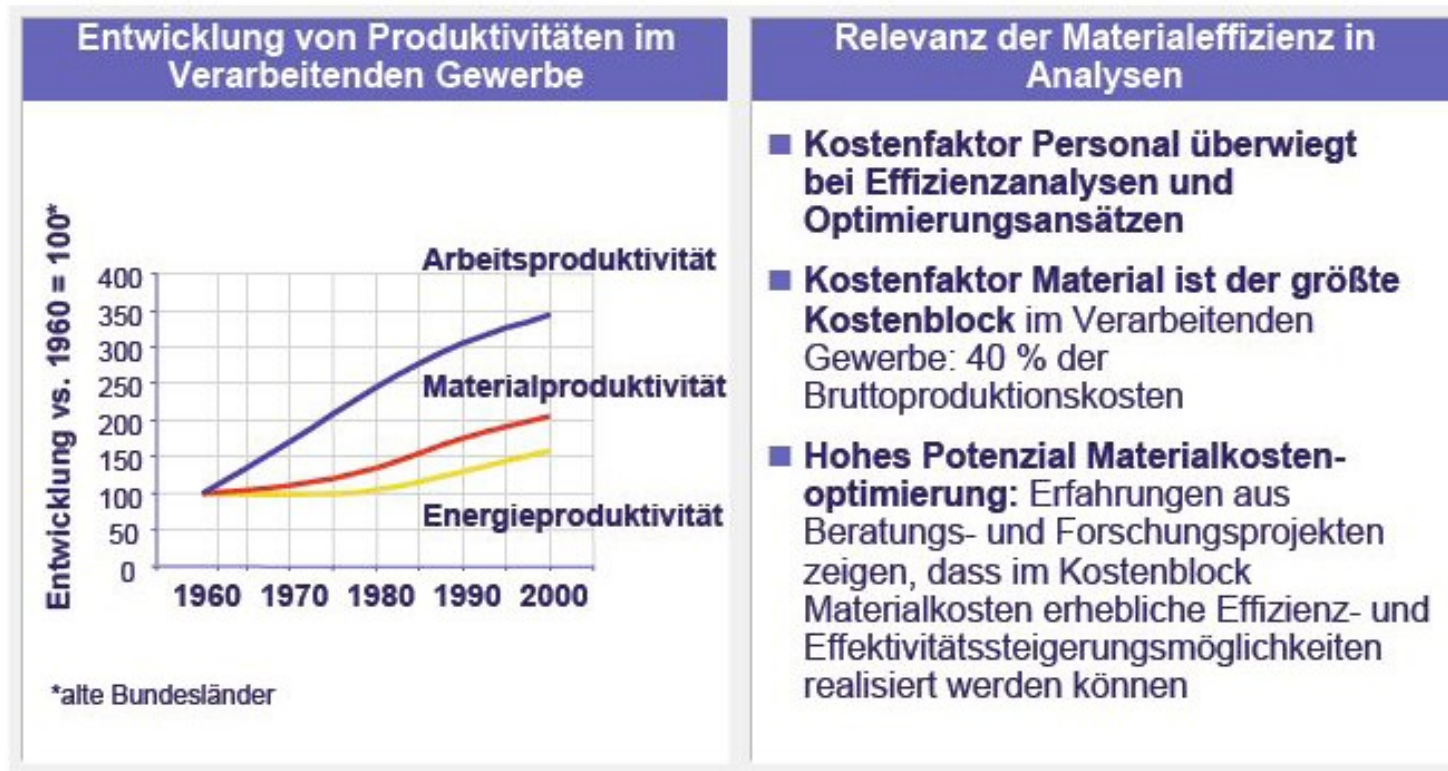 Entwicklung von Produktivitäten im
Verarbeitenden Gewerbe
Entwicklung vs. 1960 = 100*
400
350
300
250
200
150
100
50
0
Arbeitsproduktivität
Materialproduktivität
Energieproduktivität
1960 1970 1980 1990 2000
*alte Bundesländer
Relevanz der Materialeffizienz in
Analysen
Kostenfaktor Personal überwiegt
bei Effizienzanalysen und
Optimierungsansätzen
Kostenfaktor Material ist der größte
Kostenblock im Verarbeitenden
Gewerbe: 40 % der
Bruttoproduktionskosten
Hohes Potenzial Materialkosten-
optimierung: Erfahrungen aus
Beratungs- und Forschungsprojekten
zeigen, dass im Kostenblock
Materialkosten erhebliche Effizienz- und
Effektivitätssteigerungsmöglichkeiten
realisiert werden können